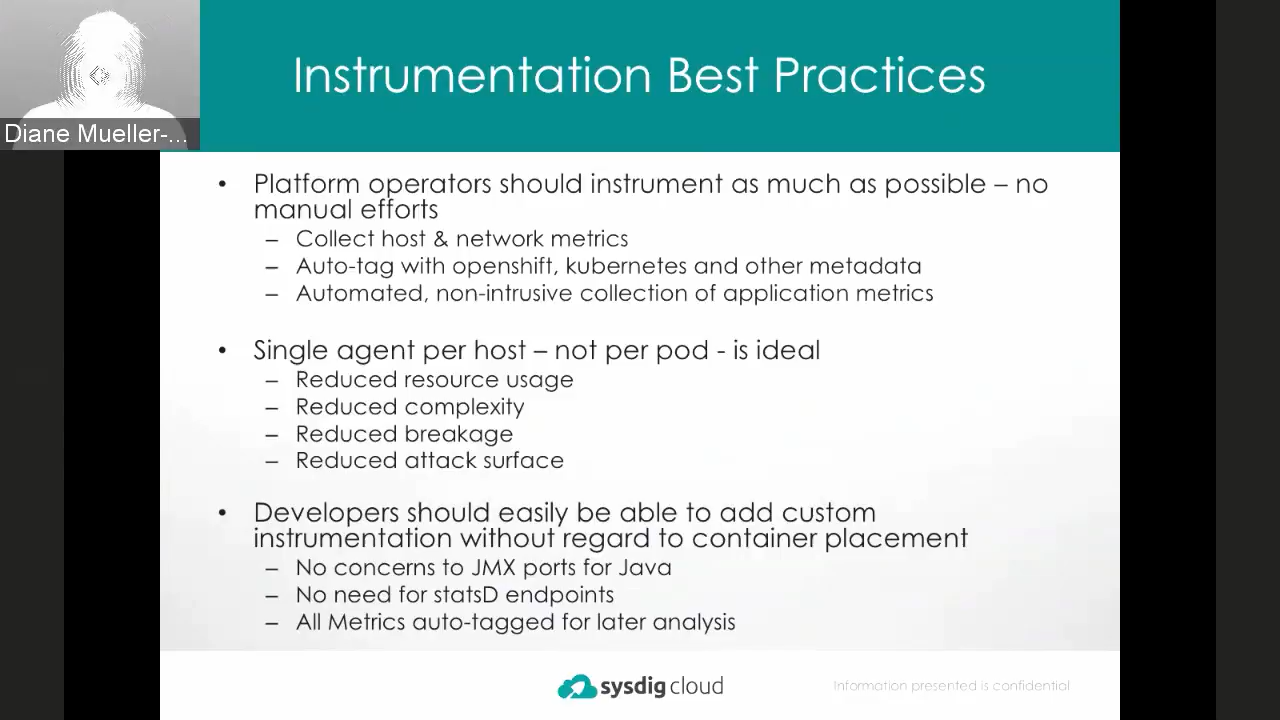 Instrumentation Best Practices
Diane Mueller-...
• Platform operators should instrument as much as possible – no
manual efforts
– Collect host & network metrics
– Auto-tag with openshift, kubernetes and other metadata
– Automated, non-intrusive collection of application metrics
• Single agent per host – not per pod - is ideal
– Reduced resource usage
– Reduced complexity
– Reduced breakage
– Reduced attack surface
• Developers should easily be able to add custom
instrumentation without regard to container placement
– No concerns to JMX ports for Java
– No need for statsD endpoints
– All Metrics auto-tagged for later analysis
sysdig cloud
Information presented is confidential